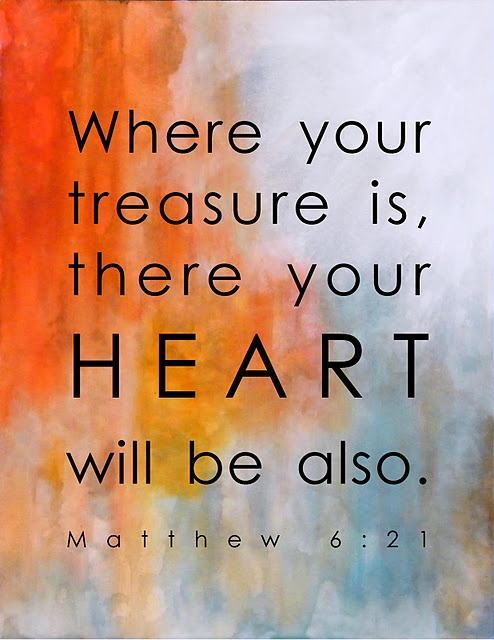 Where your
treasure is,
there your
HEART
will be also.
Matthew 6:21